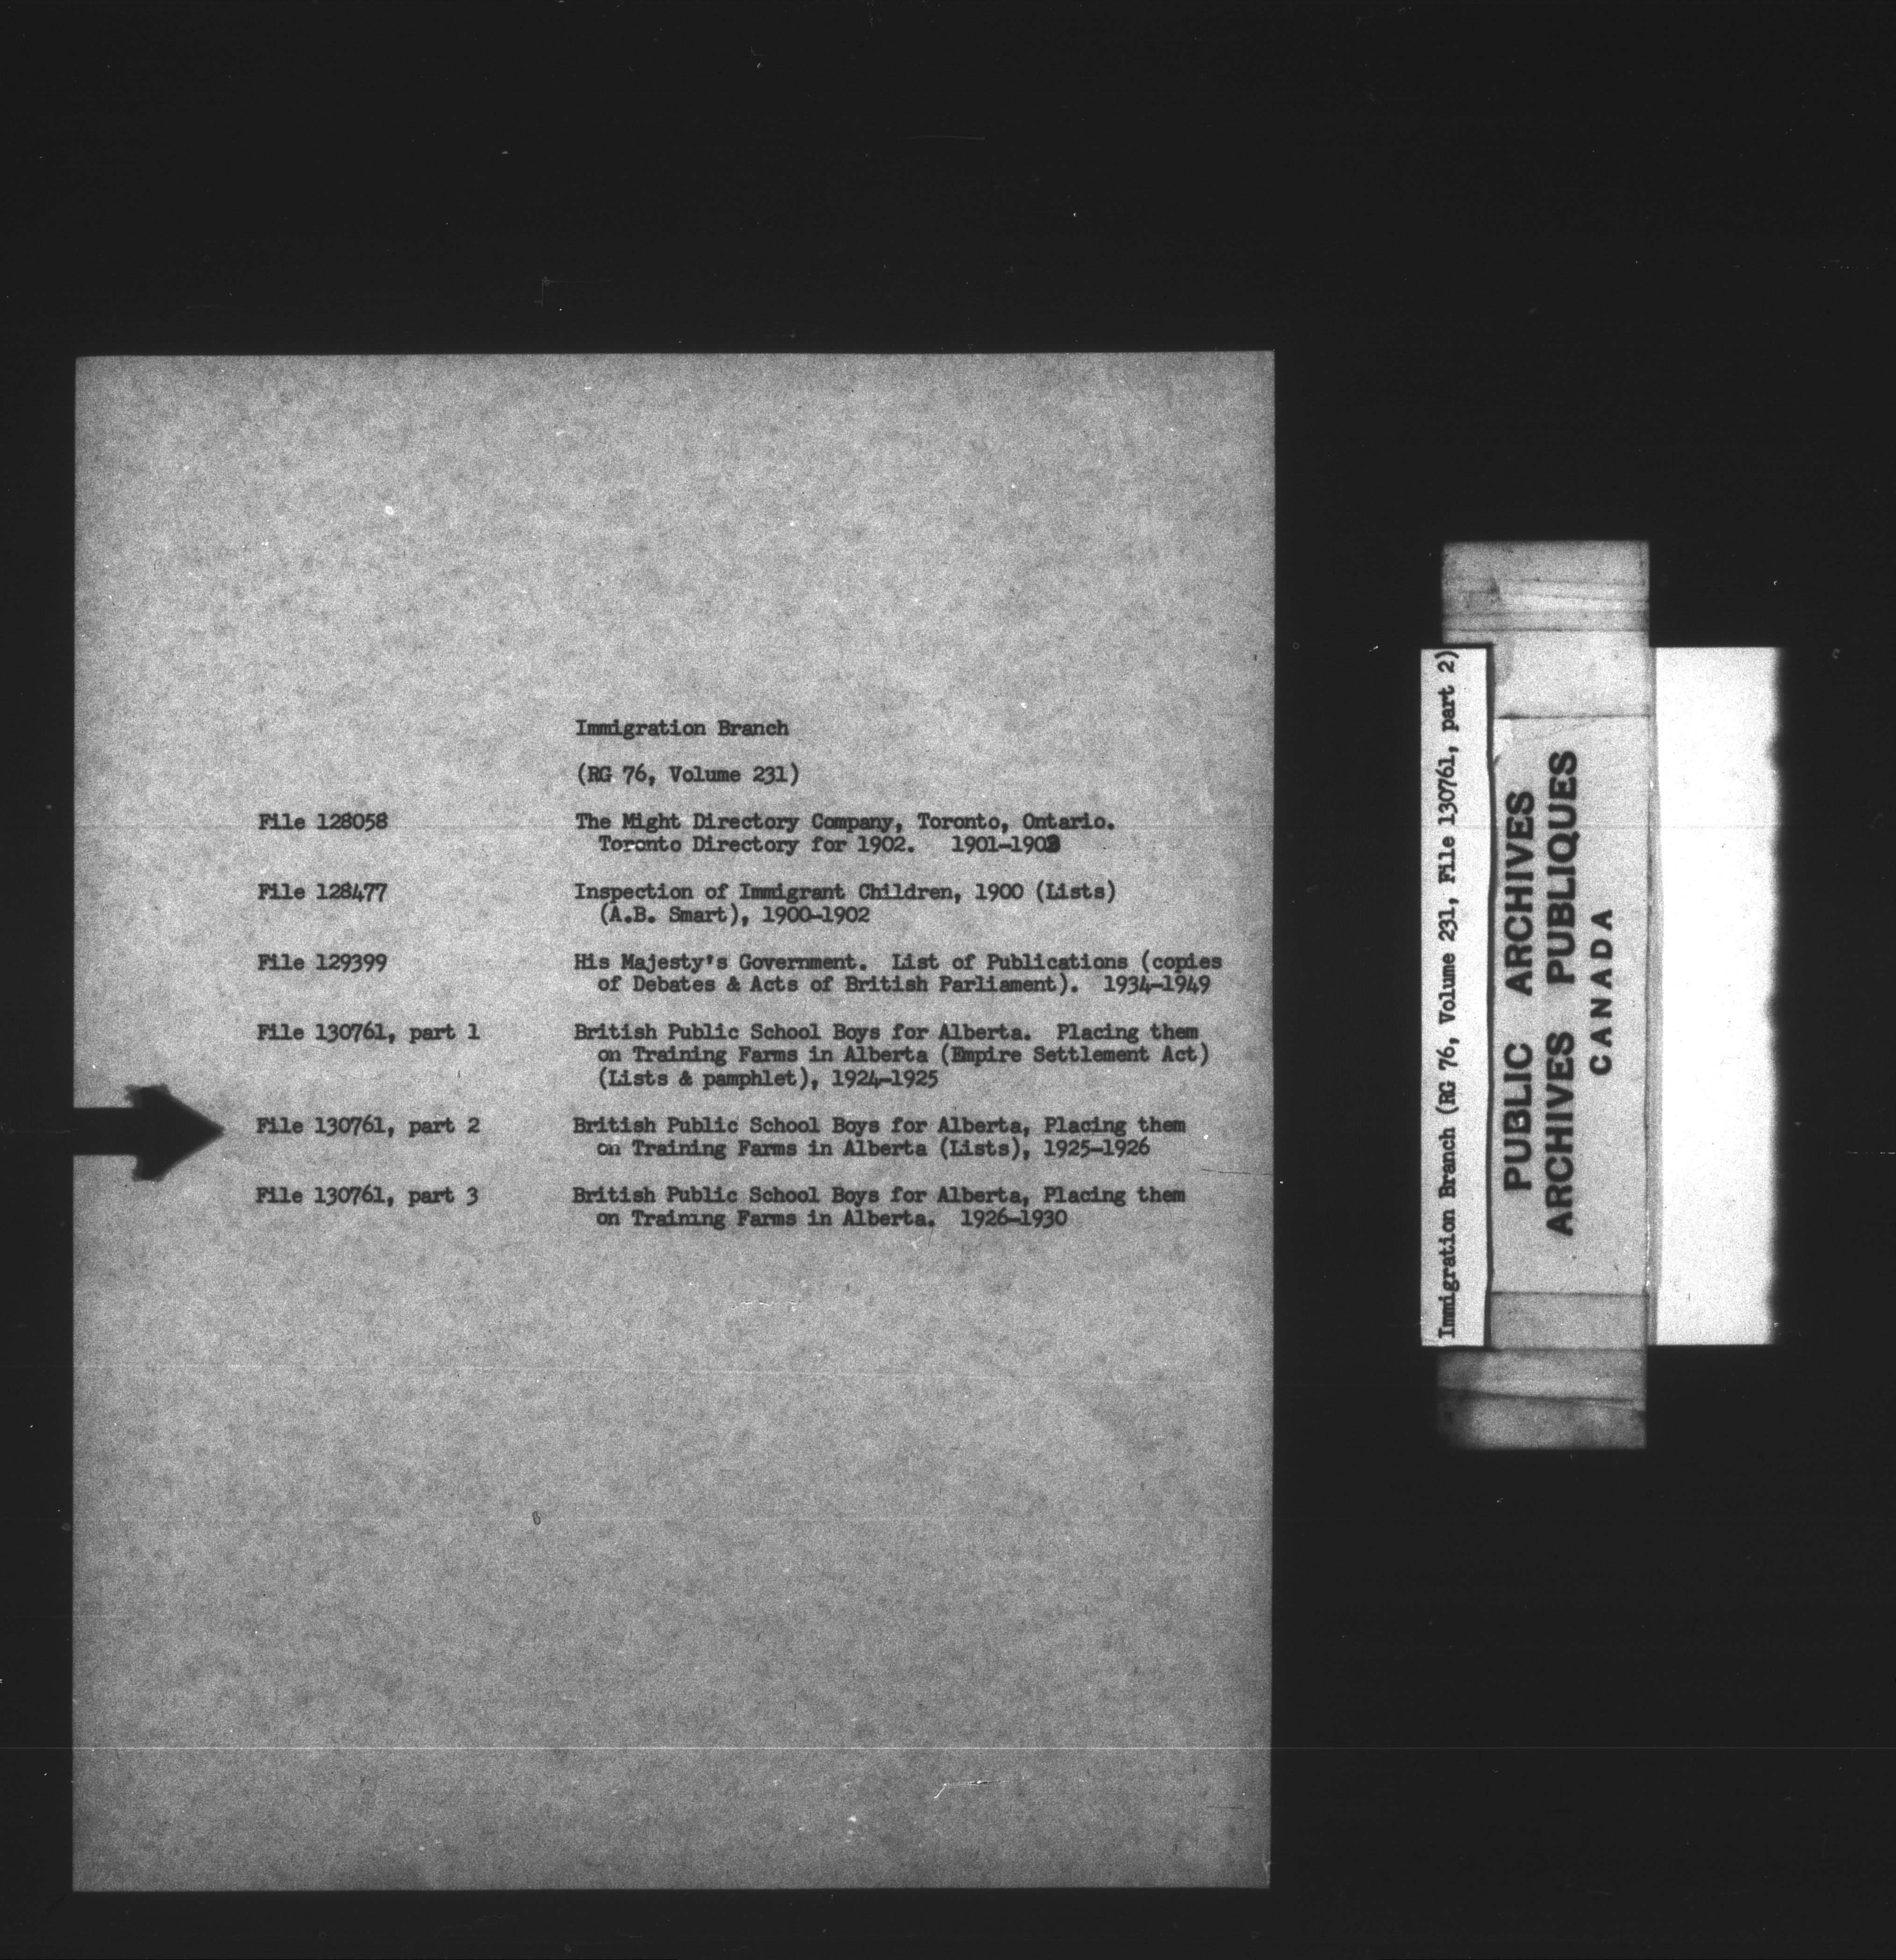 Immigration Branch
(RG 76, Volume 231)
File 128058 The Might Directory Company, Toronto, Ontario.
Toronto Directory for 1902. 1901-1902
File 128477 Inspection of Immigrant Children, 1900 (Lists)
(A.B. Smart), 1900-1902
File 129399 His Majesty's Government. List of Publications (copies
of Debates & Acts of British Parliament). 1934-1949
File 130761, part 1 British Public School Boys for Alberta. Placing them
on Training Farms in Alberta (Empire Settlement Act)
(Lists & pamphlet), 1924-1925
File 130761, part 2 British Public School Boys for Alberta, Placing them
on Training Farms in Alberta (Lists), 1925-1926
File 130761, part 3 British Public School Boys for Alberta, Placing them
on Training Farms in Alberta. 1926-1930
Immigration Branch (RG 76, Volume 231, File 130761, part 2)
PUBLIC ARCHIVES
ARCHIVES PUBLIQUES
CANADA